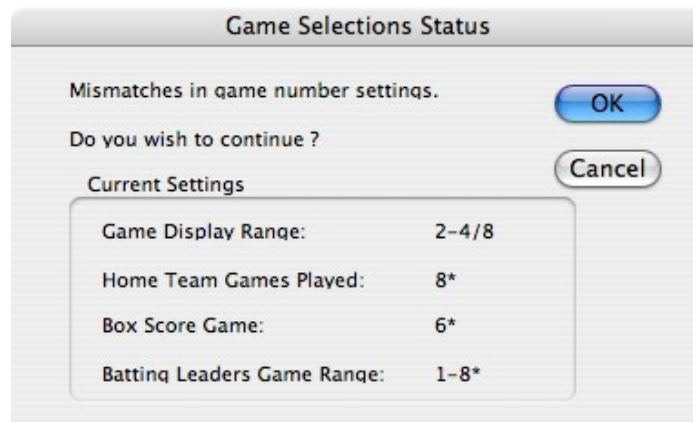 Game Selections Status
Mismatches in game number settings.
OK
Do you wish to continue ?
Cancel
Current Settings
Game Display Range: 2-4/8
Home Team Games Played: 8*
Box Score Game: 6*
Batting Leaders Game Range: 1-8*